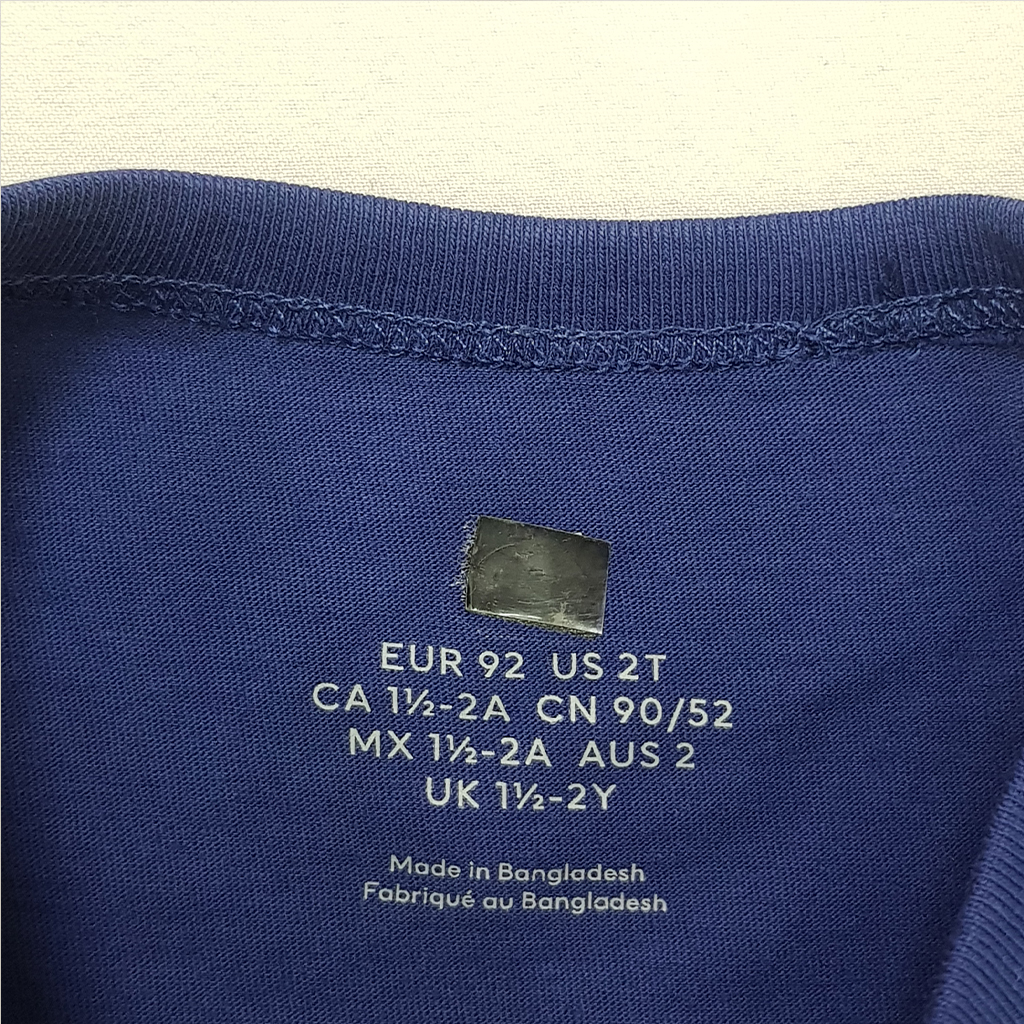 EUR 92 US 2T
CA 1½-2A CN 90/52
MX 1½-2A AUS 2
UK 1½-2Y
Made in Bangladesh
Fabriqué au Bangladesh